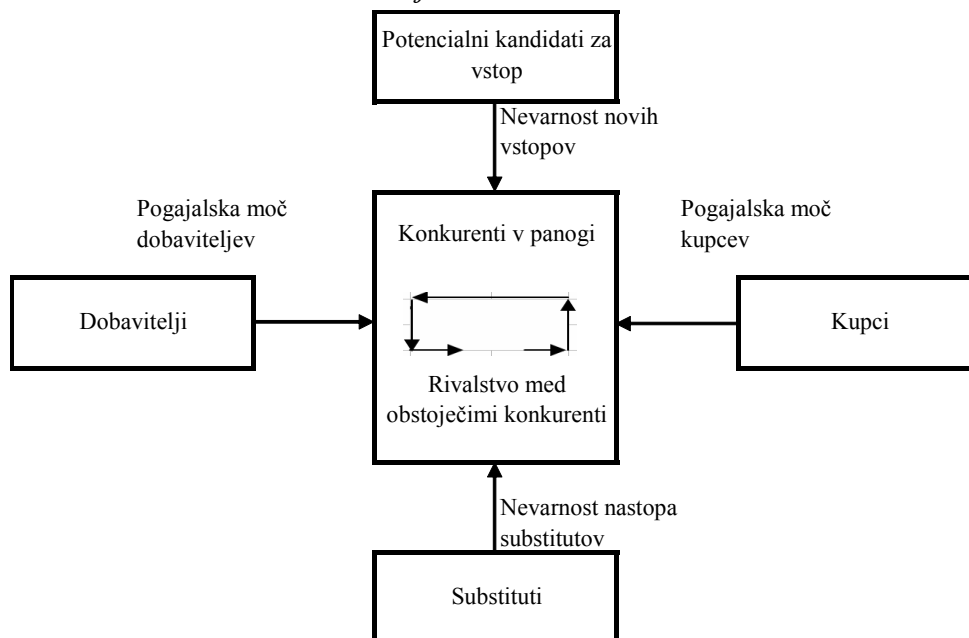 Potencialni kandidati za
vstop
Nevarnost novih
vstopov
Pogajalska moč
dobaviteljev
Pogajalska moč
kupcev
Konkurenti v panogi
Dobavitelji
Kupci
Rivalstvo med
obstoječimi konkurenti
Nevarnost nastopa
substitutov
Substituti